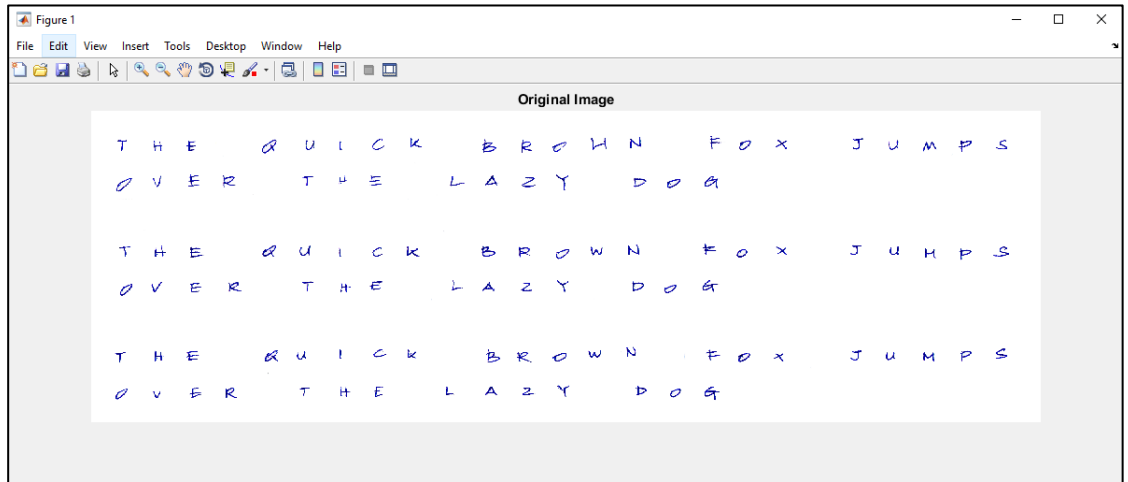 Figure 1
File Edit View Insert Tools Desktop Window Help
Original Image
T H E Q U I C K B R O H N F O X J U M P S
O V E R T H E L A Z Y D O G
T H E Q U I C K B R O W N F O X J U M P S
O V E R T H E L A Z Y D O G
T H E Q U I C K B R O W N F O X J U M P S
O V E R T H E L A Z Y D O G